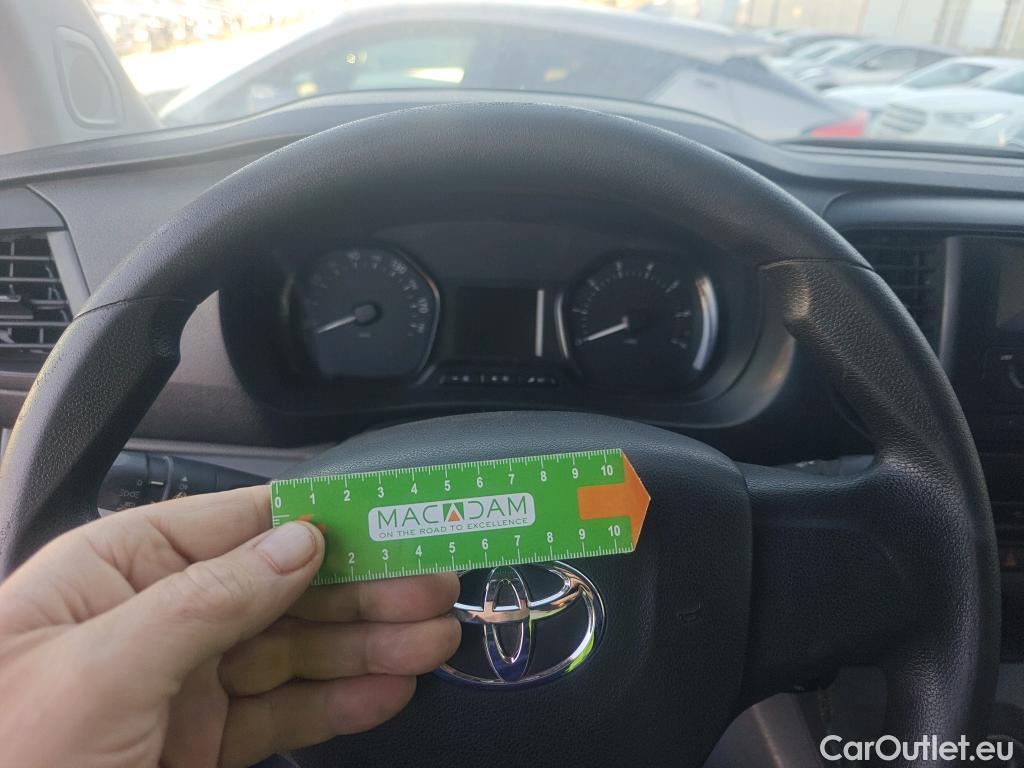 0 1 2 3 4 5 6 7 8 9 10
MACADAM
ON THE ROAD TO EXCELLENCE
2 3 4 5 6 7 8 9 10
CarOutlet.eu